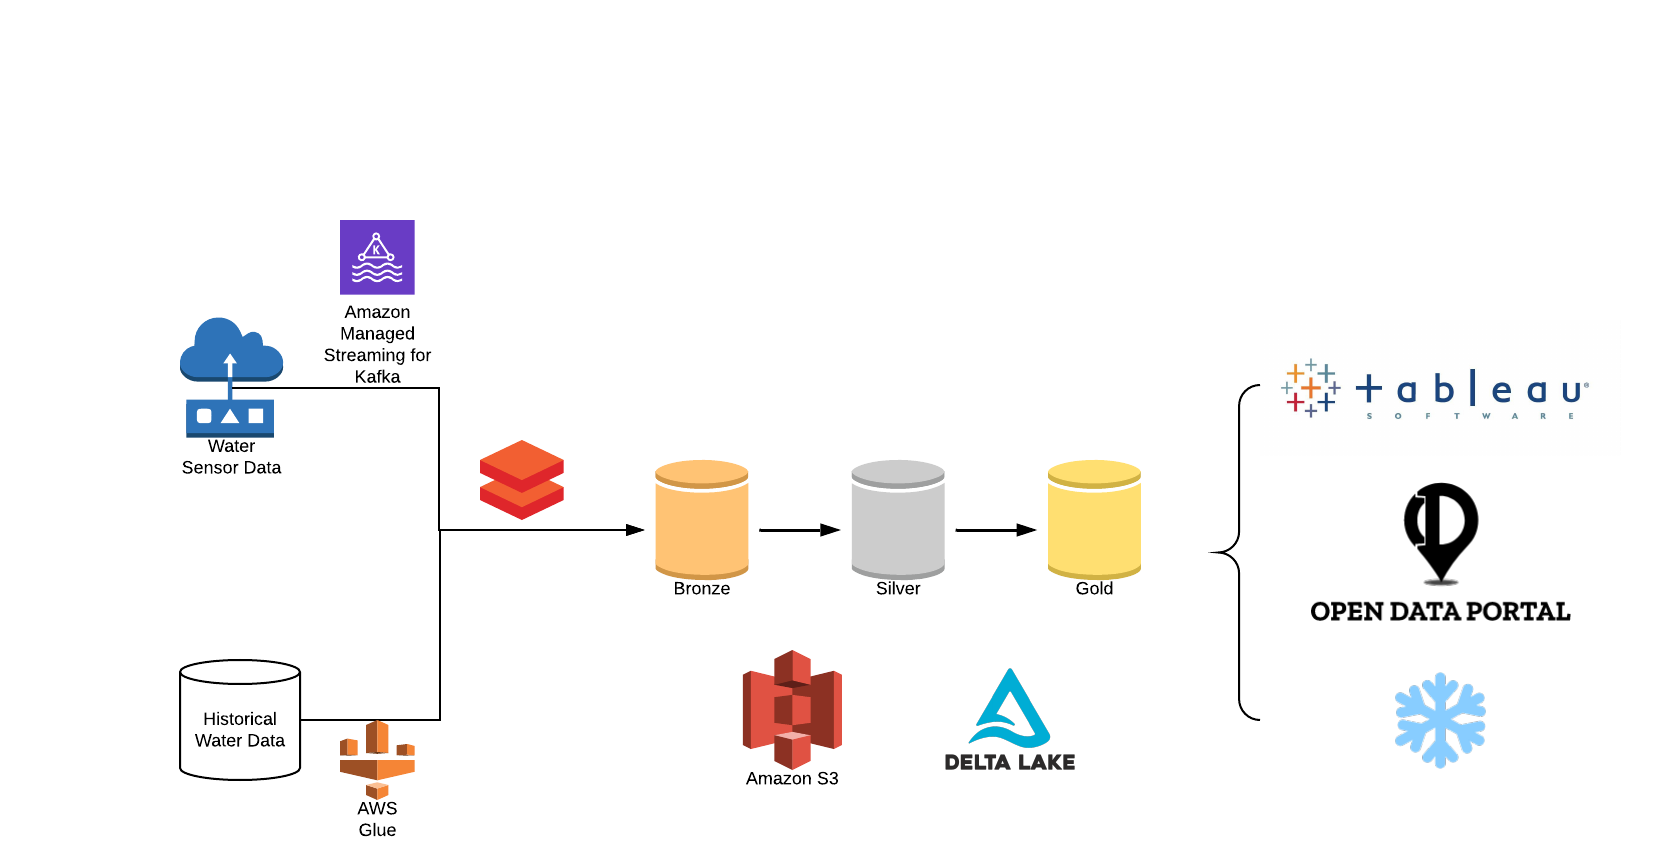 K
Amazon
Managed
Streaming for
Kafka
Water
Sensor Data
Historical
Water Data
AWS
Glue
Bronze
Silver
Gold
Amazon S3
DELTA LAKE
+ableau®
SOFTWARE
OPEN DATA PORTAL